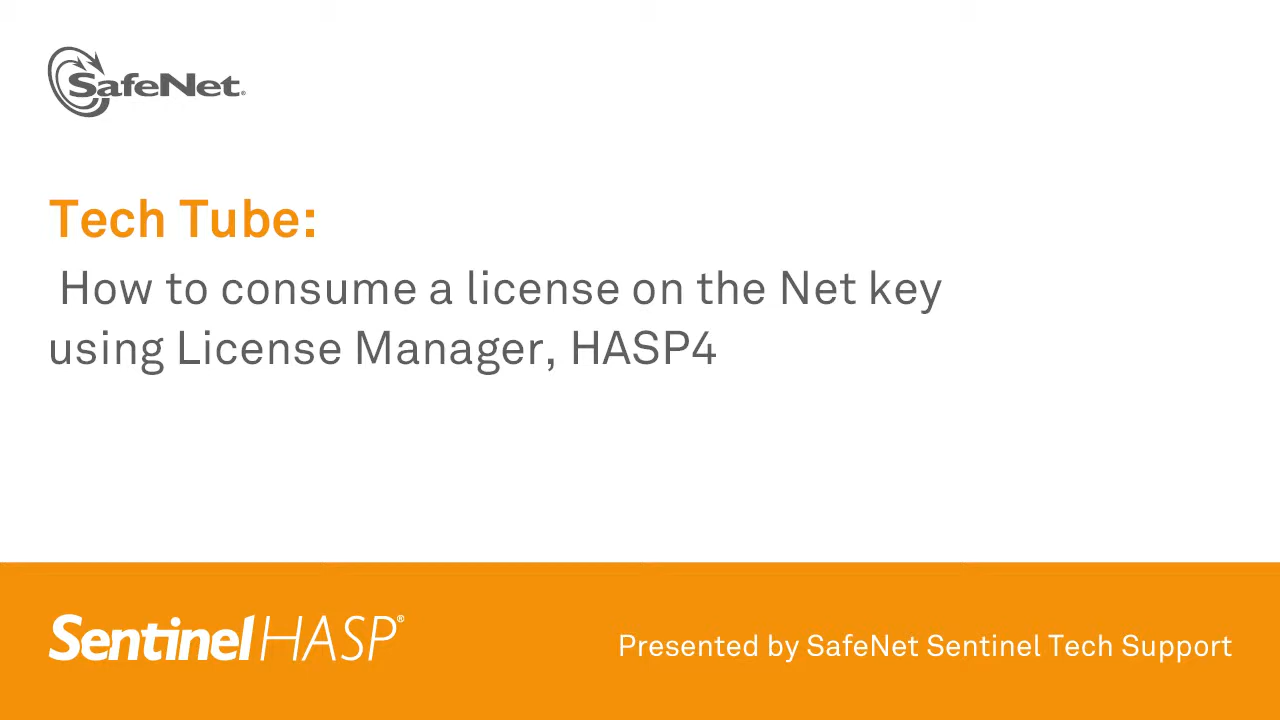 SafeNet®
Tech Tube:
How to consume a license on the Net key
using License Manager, HASP4
Sentinel HASP®
Presented by SafeNet Sentinel Tech Support